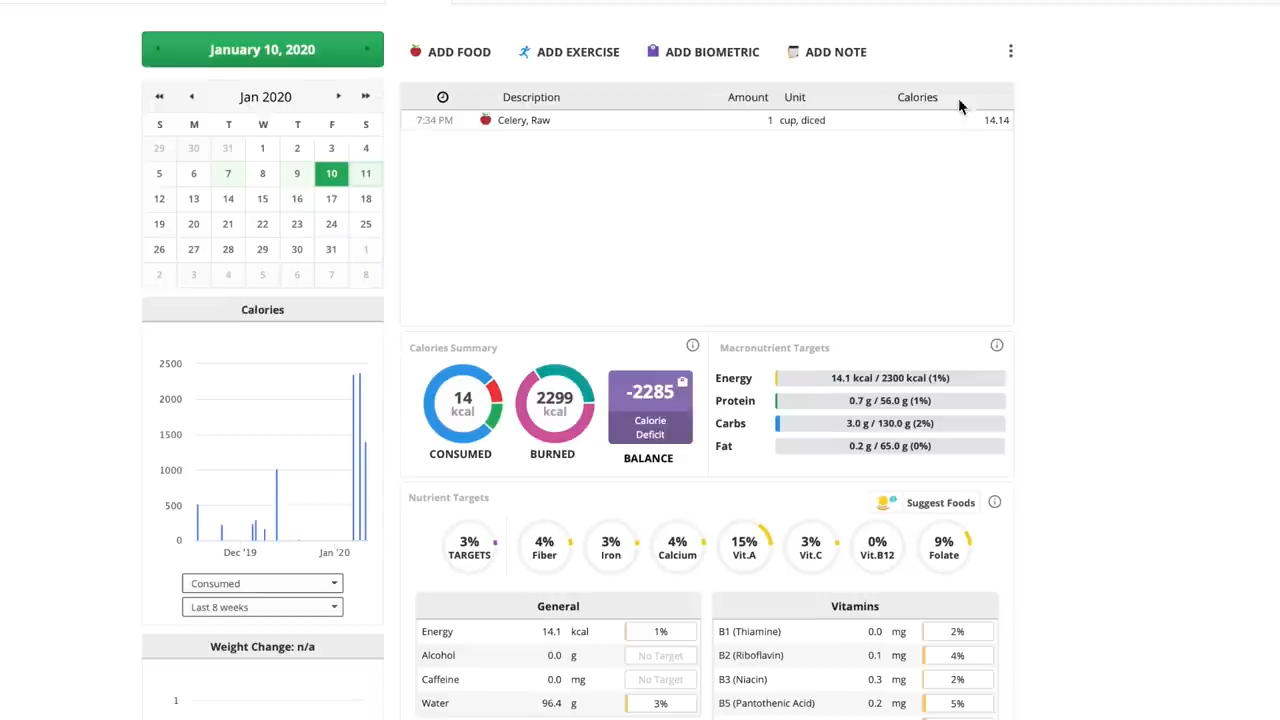 January 10, 2020
ADD FOOD ADD EXERCISE ADD BIOMETRIC ADD NOTE
Jan 2020
S M T W T F S
29 30 31 1 2 3 4
5 6 7 8 9 10 11
12 13 14 15 16 17 18
19 20 21 22 23 24 25
26 27 28 29 30 31 1
2 3 4 5 6 7 8
Description Amount Unit Calories
7:34 PM Celery, Raw 1 cup, diced 14.14
Calories
2500
2000
1500
1000
500
0
Dec '19 Jan '20
Consumed
Last 8 weeks
Weight Change: n/a
1
Calories Summary
14
kcal
CONSUMED
2299
kcal
BURNED
-2285
Calorie
Deficit
BALANCE
Macronutrient Targets
Energy 14.1 kcal / 2300 kcal (1%)
Protein 0.7 g / 56.0 g (1%)
Carbs 3.0 g / 130.0 g (2%)
Fat 0.2 g / 65.0 g (0%)
Nutrient Targets
Suggest Foods
3% 4% 3% 4% 15% 3% 0% 9%
TARGETS Fiber Iron Calcium Vit.A Vit.C Vit.B12 Folate
General
Energy 14.1 kcal 1%
Alcohol 0.0 g No Target
Caffeine 0.0 mg No Target
Water 96.4 g 3%
Vitamins
B1 (Thiamine) 0.0 mg 2%
B2 (Riboflavin) 0.1 mg 4%
B3 (Niacin) 0.3 mg 2%
B5 (Pantothenic Acid) 0.2 mg 5%